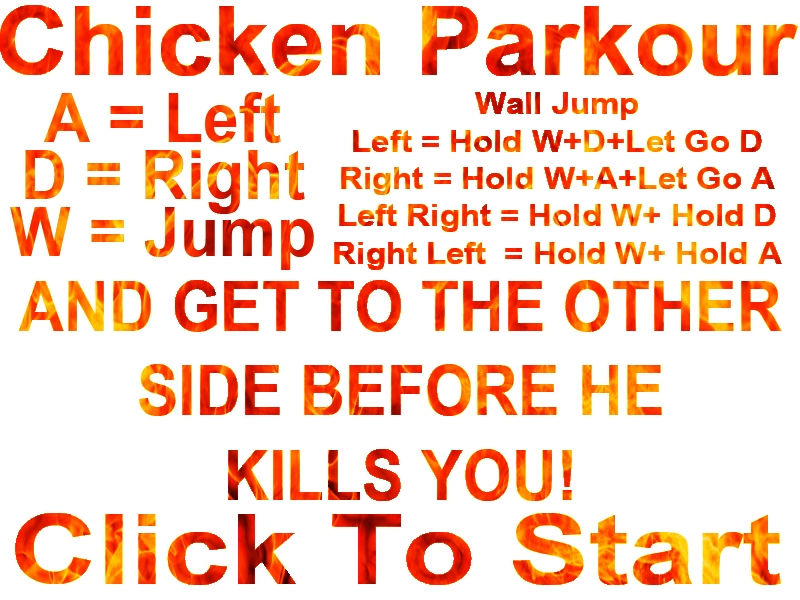 Chicken Parkour
A = Left
D = Right
W = Jump
Wall Jump
Left = Hold W+D+Let Go D
Right = Hold W+A+Let Go A
Left Right = Hold W+ Hold D
Right Left  = Hold W+ Hold A
AND GET TO THE OTHER
SIDE BEFORE HE
KILLS YOU!
Click To Start